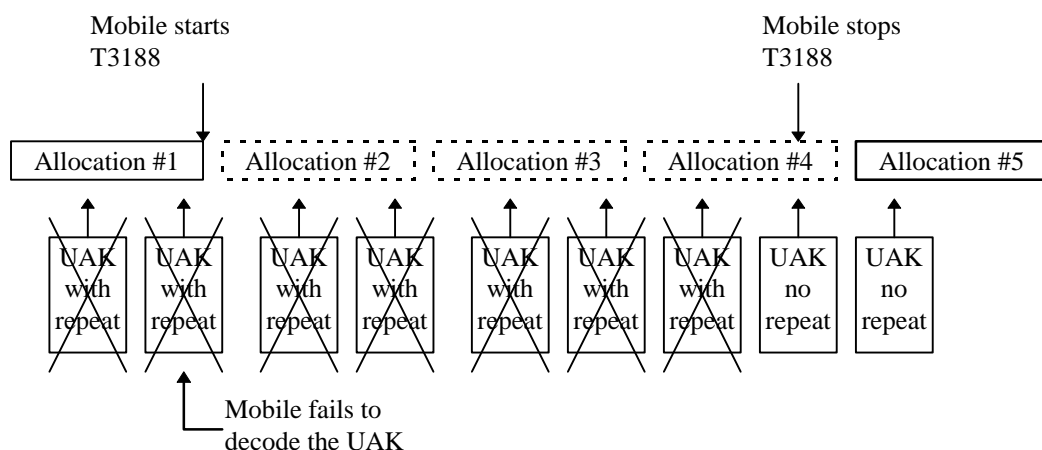 Mobile starts
T3188
Mobile stops
T3188
Allocation #1
Allocation #2
Allocation #3
Allocation #4
Allocation #5
UAK
with
repeat
UAK
with
repeat
UAK
with
repeat
UAK
with
repeat
UAK
with
repeat
UAK
with
repeat
UAK
with
repeat
UAK
no
repeat
UAK
no
repeat
Mobile fails to
decode the UAK